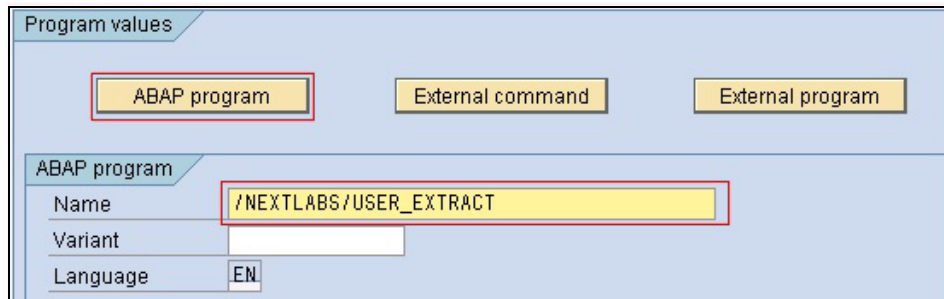 Program values
ABAP program External command External program
ABAP program
Name /NEXTLABS/USER_EXTRACT
Variant
Language EN